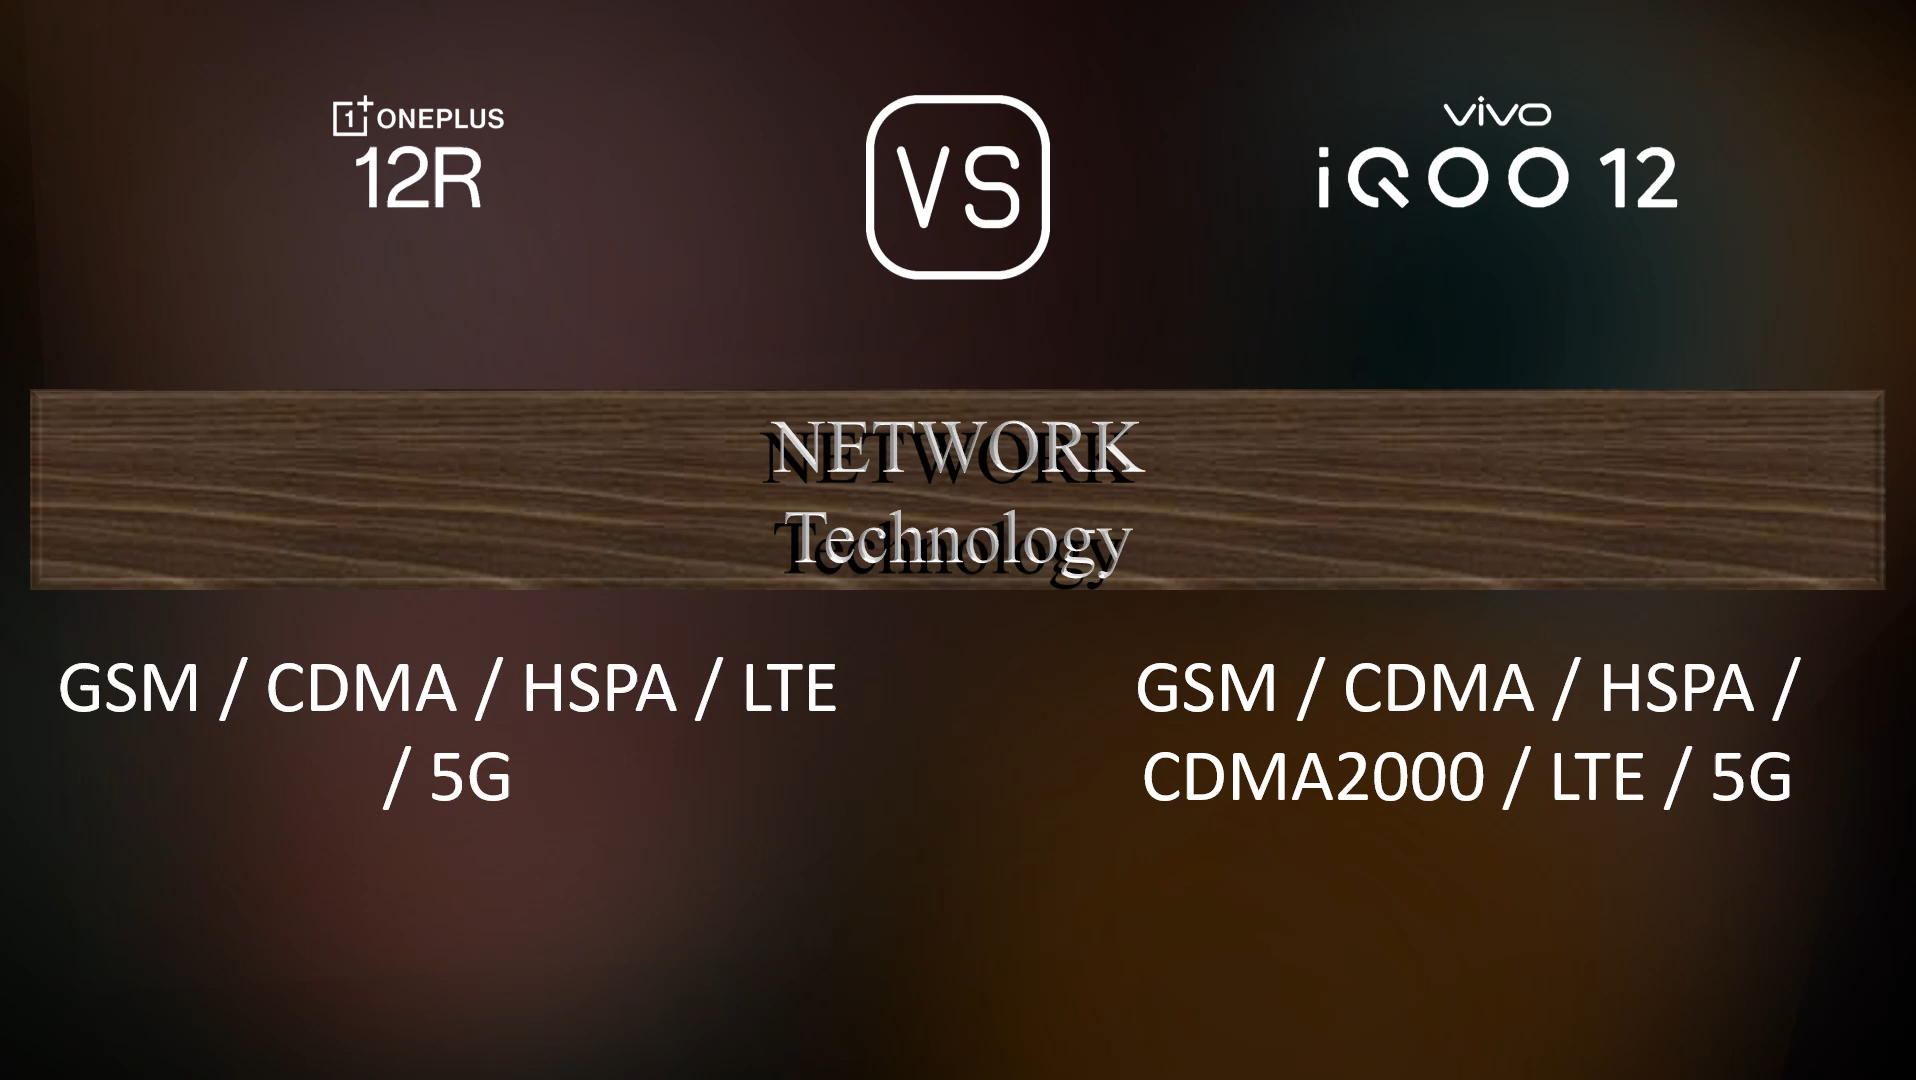 1+ ONEPLUS
12R
VS
vivo
iQOO 12
NETWORK
Technology
GSM / CDMA / HSPA / LTE
/ 5G
GSM / CDMA / HSPA /
CDMA2000 / LTE / 5G